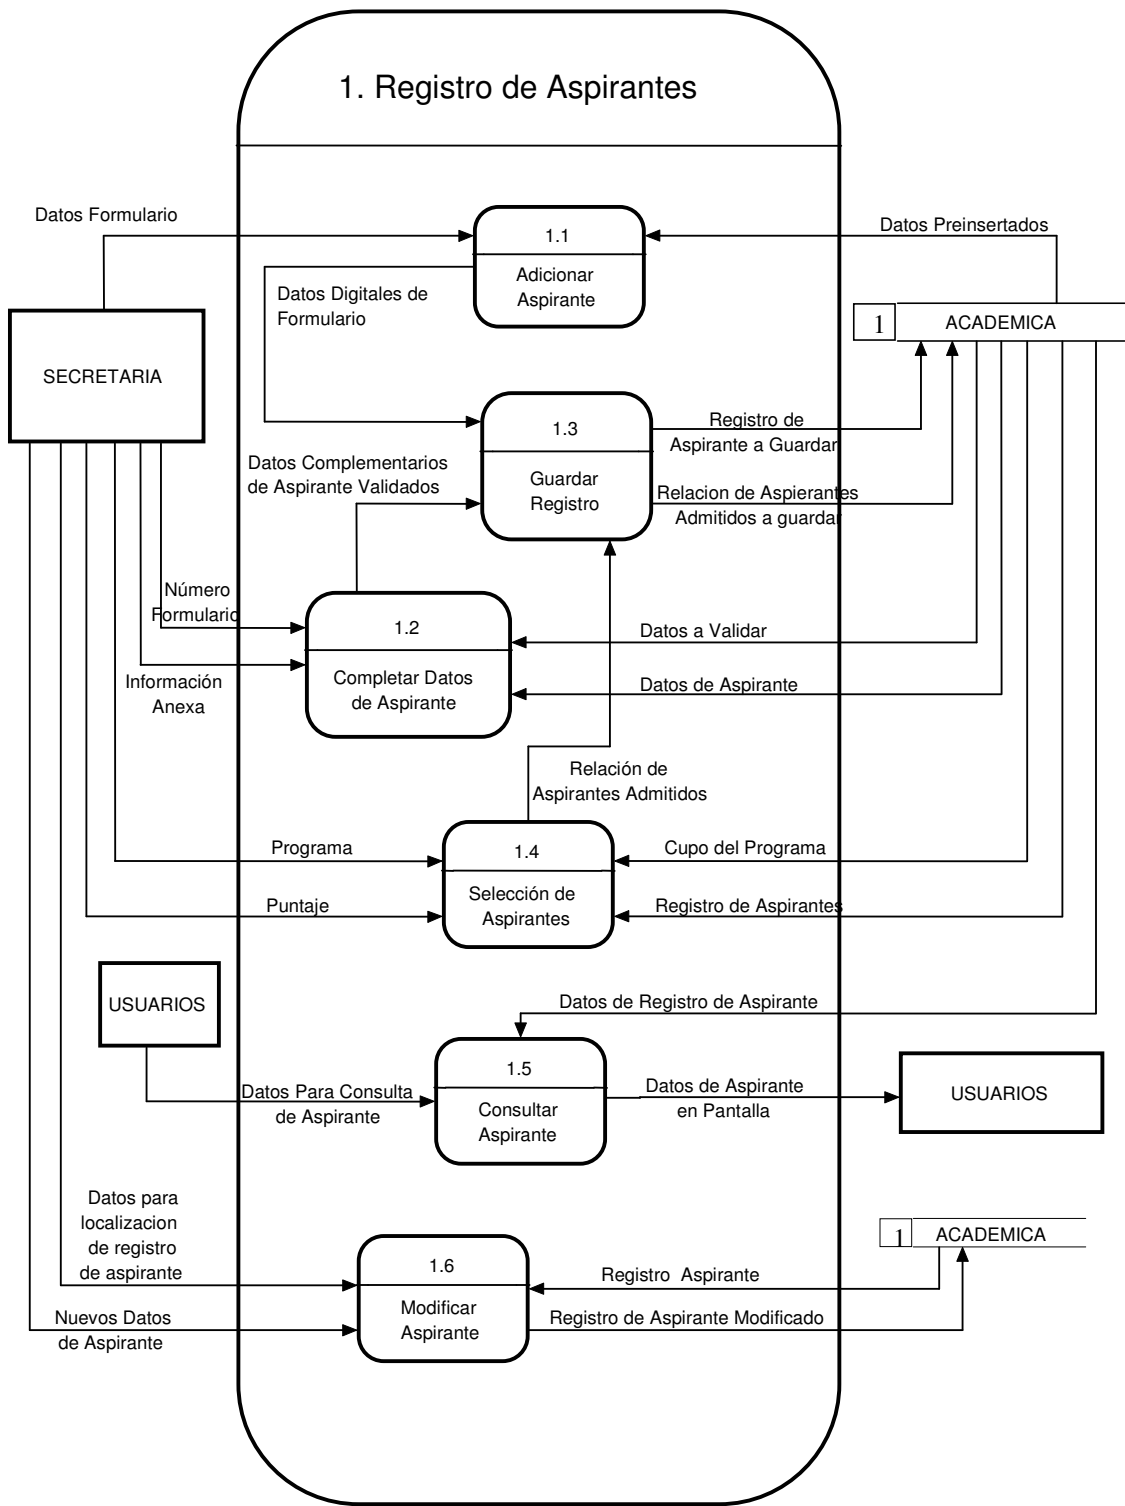 1. Registro de Aspirantes
Datos Formulario
1.1
Adicionar
Aspirante
Datos Preinsertados
Datos Digitales de
Formulario
1
ACADEMICA
SECRETARIA
1.3
Guardar
Registro
Registro de
Aspirante a Guardar
Datos Complementarios
de Aspirante Validados
Relacion de Aspierantes
Admitidos a guardar
Número
Formulario
1.2
Completar Datos
de Aspirante
Datos a Validar
Información
Anexa
Datos de Aspirante
Relación de
Aspirantes Admitidos
Programa
1.4
Selección de
Aspirantes
Cupo del Programa
Puntaje
Registro de Aspirantes
USUARIOS
Datos de Registro de Aspirante
1.5
Consultar
Aspirante
Datos Para Consulta
de Aspirante
Datos de Aspirante
en Pantalla
USUARIOS
Datos para
localizacion
de registro
de aspirante
1
ACADEMICA
1.6
Modificar
Aspirante
Registro Aspirante
Nuevos Datos
de Aspirante
Registro de Aspirante Modificado